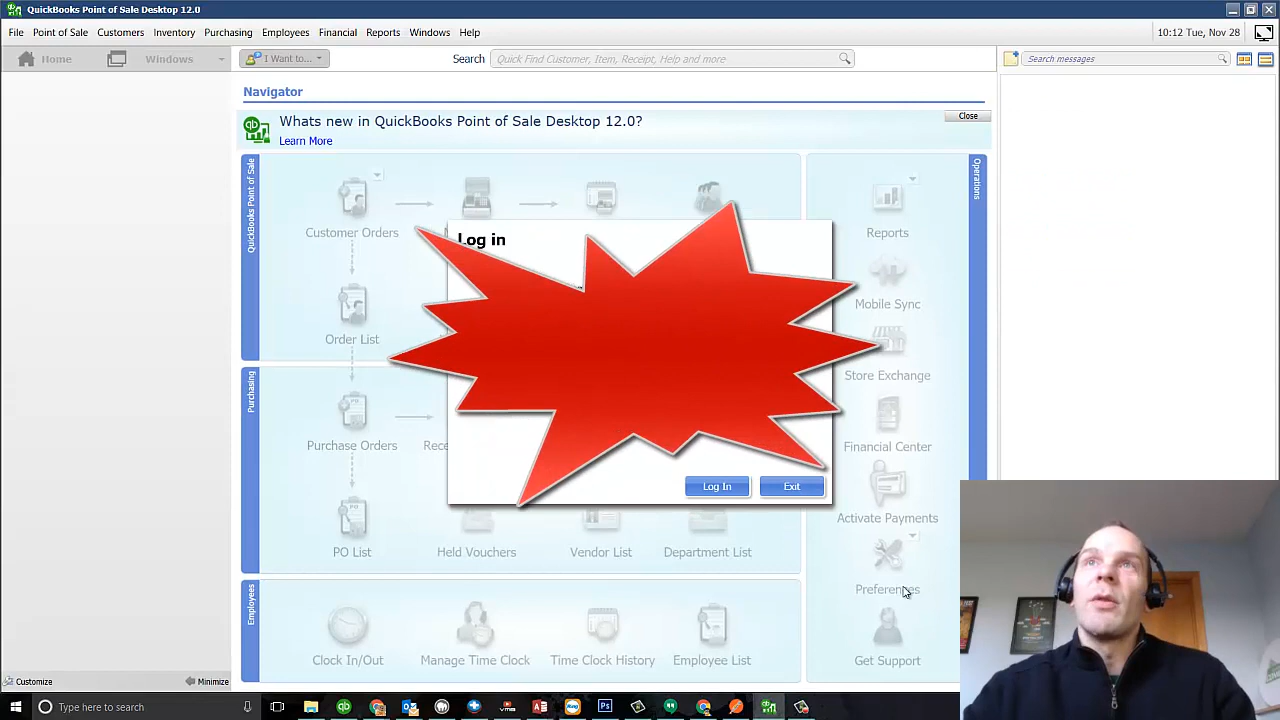 QuickBooks Point of Sale Desktop 12.0
File Point of Sale Customers Inventory Purchasing Employees Financial Reports Windows Help
10:12 Tue, Nov 28
Home Windows I Want to... Search Quick Find Customer, Item, Receipt, Help and more
Search messages
Navigator
Whats new in QuickBooks Point of Sale Desktop 12.0?
Close
Learn More
QuickBooks Point of Sale
Operations
Customer Orders
Reports
Log in
Mobile Sync
Order List
Store Exchange
Purchasing
Purchase Orders
Financial Center
Log In Exit
Activate Payments
PO List Held Vouchers Vendor List Department List
Preferences
Employees
Clock In/Out Manage Time Clock Time Clock History Employee List
Get Support
Customize Minimize
Type here to search